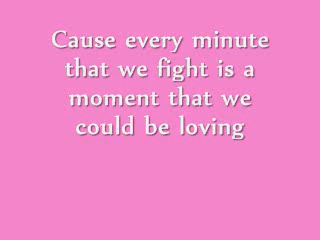 Cause every minute
that we fight is a
moment that we
could be loving